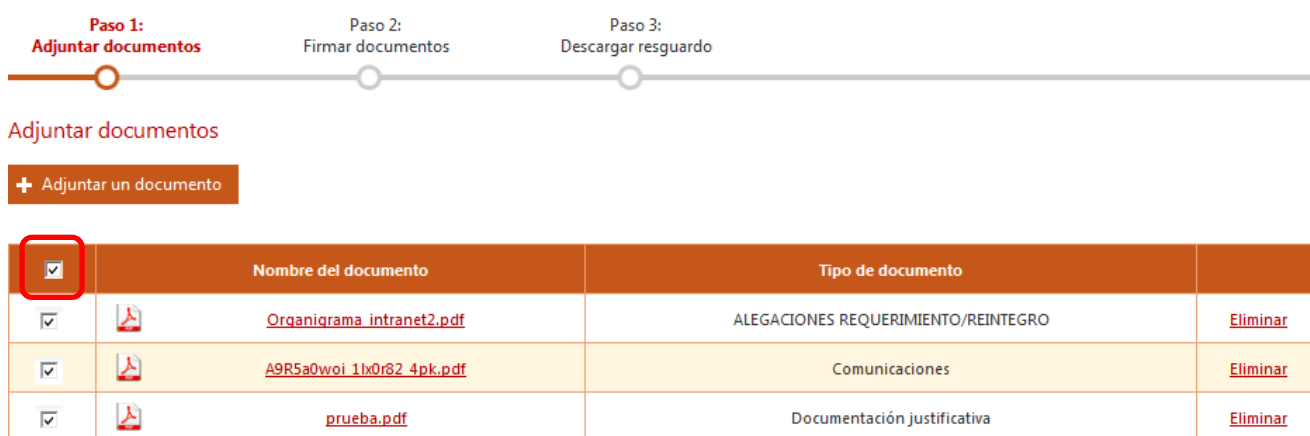 Paso 1:
Adjuntar documentos
Paso 2:
Firmar documentos
Paso 3:
Descargar resguardo
Adjuntar documentos
+ Adjuntar un documento
Nombre del documento Tipo de documento
Organigrama_intranet2.pdf ALEGACIONES REQUERIMIENTO/REINTEGRO Eliminar
A9R5a0woi_1lx0r82_4pk.pdf Comunicaciones Eliminar
prueba.pdf Documentación justificativa Eliminar